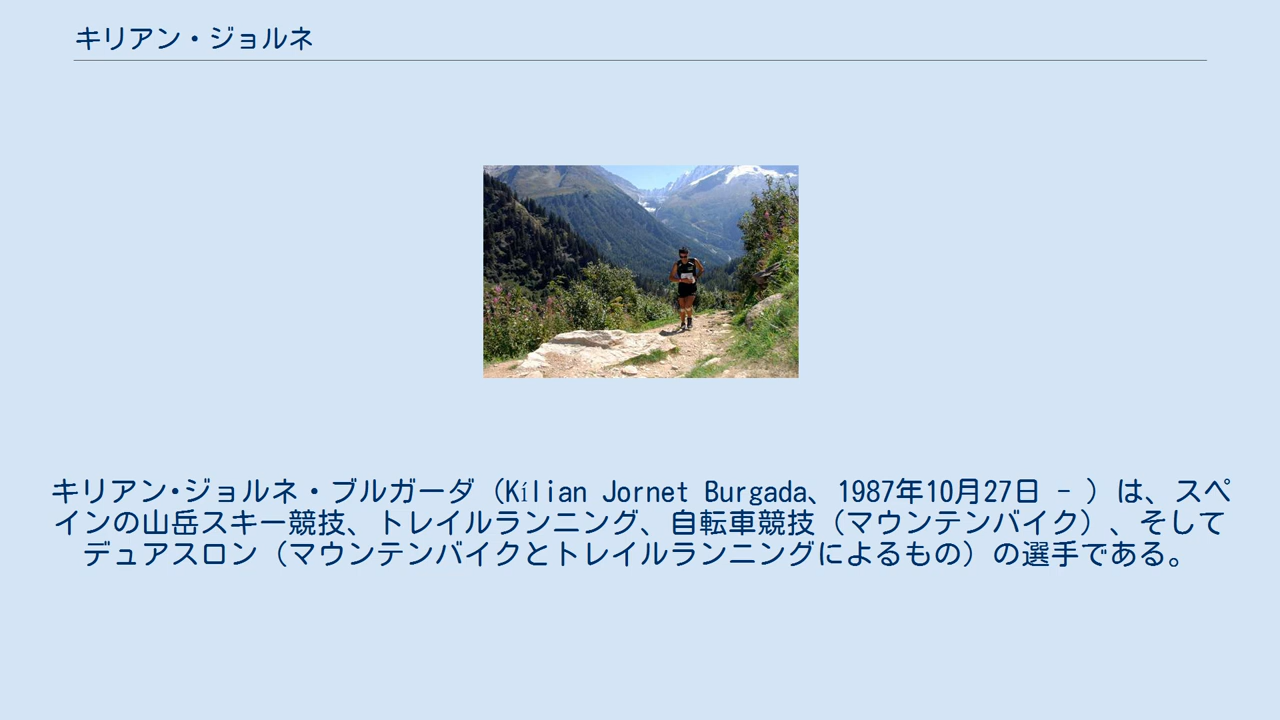 キリアン・ジョルネ
キリアン・ジョルネ・ブルガーダ（Kílian Jornet Burgada、1987年10月27日 - ）は、スペ
インの山岳スキー競技、トレイルランニング、自転車競技（マウンテンバイク）、そして
デュアスロン（マウンテンバイクとトレイルランニングによるもの）の選手である。